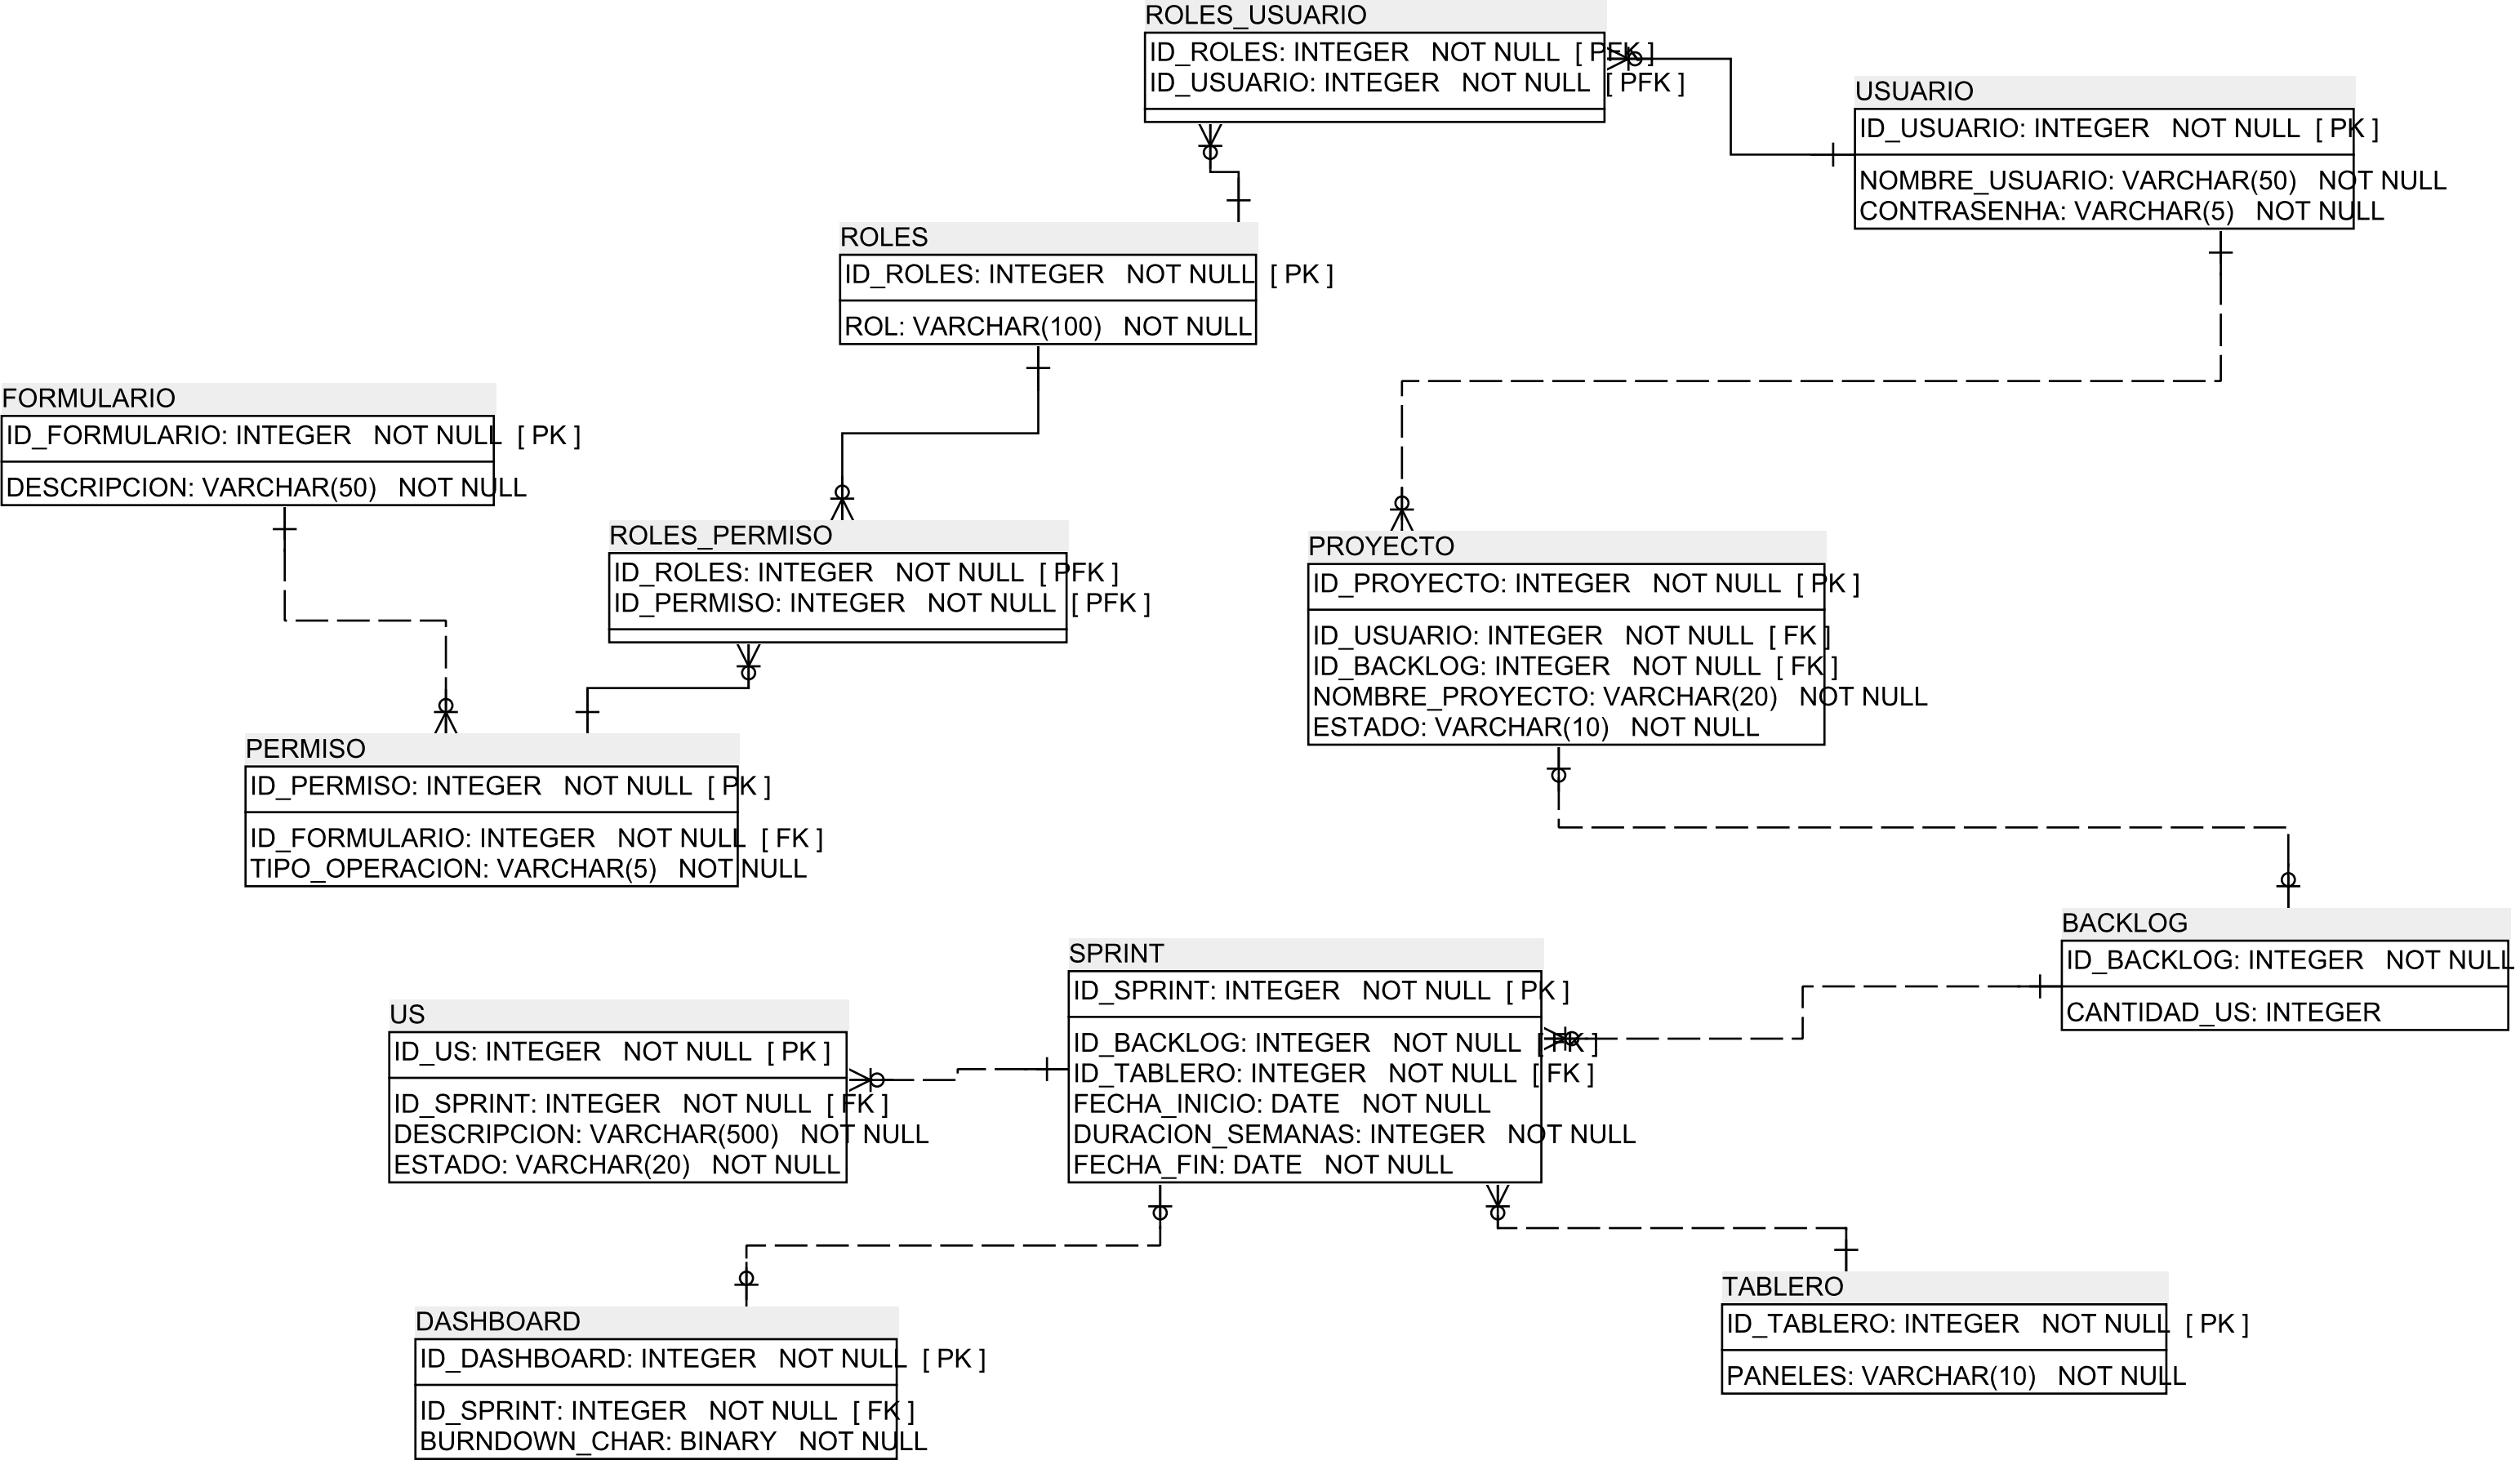 ROLES_USUARIO
ID_ROLES: INTEGER NOT NULL [ PFK ]
ID_USUARIO: INTEGER NOT NULL [ PFK ]
USUARIO
ID_USUARIO: INTEGER NOT NULL [ PK ]
NOMBRE_USUARIO: VARCHAR(50) NOT NULL
CONTRASENHA: VARCHAR(5) NOT NULL
ROLES
ID_ROLES: INTEGER NOT NULL [ PK ]
ROL: VARCHAR(100) NOT NULL
FORMULARIO
ID_FORMULARIO: INTEGER NOT NULL [ PK ]
DESCRIPCION: VARCHAR(50) NOT NULL
ROLES_PERMISO
ID_ROLES: INTEGER NOT NULL [ PFK ]
ID_PERMISO: INTEGER NOT NULL [ PFK ]
PROYECTO
ID_PROYECTO: INTEGER NOT NULL [ PK ]
ID_USUARIO: INTEGER NOT NULL [ FK ]
ID_BACKLOG: INTEGER NOT NULL [ FK ]
NOMBRE_PROYECTO: VARCHAR(20) NOT NULL
ESTADO: VARCHAR(10) NOT NULL
PERMISO
ID_PERMISO: INTEGER NOT NULL [ PK ]
ID_FORMULARIO: INTEGER NOT NULL [ FK ]
TIPO_OPERACION: VARCHAR(5) NOT NULL
BACKLOG
ID_BACKLOG: INTEGER NOT NULL
CANTIDAD_US: INTEGER
SPRINT
ID_SPRINT: INTEGER NOT NULL [ PK ]
ID_BACKLOG: INTEGER NOT NULL [ FK ]
ID_TABLERO: INTEGER NOT NULL [ FK ]
FECHA_INICIO: DATE NOT NULL
DURACION_SEMANAS: INTEGER NOT NULL
FECHA_FIN: DATE NOT NULL
US
ID_US: INTEGER NOT NULL [ PK ]
ID_SPRINT: INTEGER NOT NULL [ FK ]
DESCRIPCION: VARCHAR(500) NOT NULL
ESTADO: VARCHAR(20) NOT NULL
TABLERO
ID_TABLERO: INTEGER NOT NULL [ PK ]
PANELES: VARCHAR(10) NOT NULL
DASHBOARD
ID_DASHBOARD: INTEGER NOT NULL [ PK ]
ID_SPRINT: INTEGER NOT NULL [ FK ]
BURNDOWN_CHAR: BINARY NOT NULL